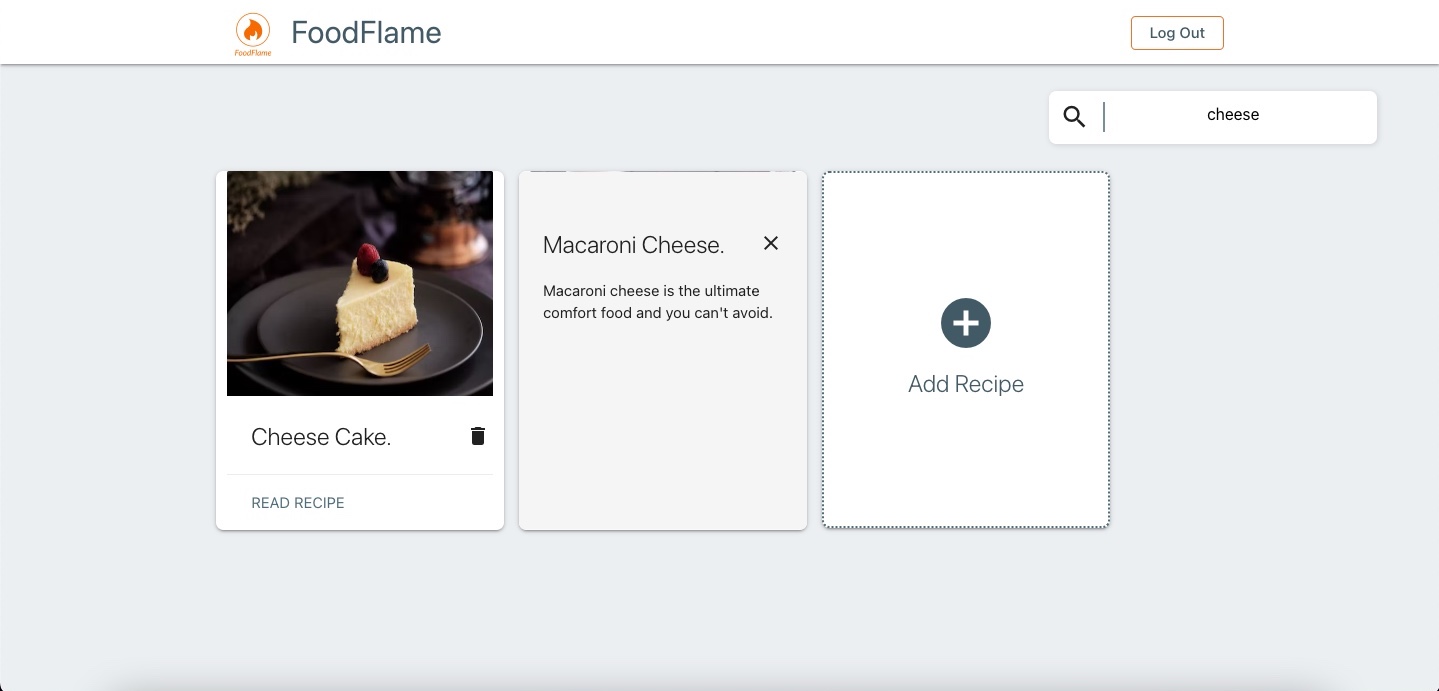 FoodFlame
FoodFlame
Log Out
cheese
Cheese Cake.
READ RECIPE
Macaroni Cheese.
Macaroni cheese is the ultimate
comfort food and you can't avoid.
Add Recipe